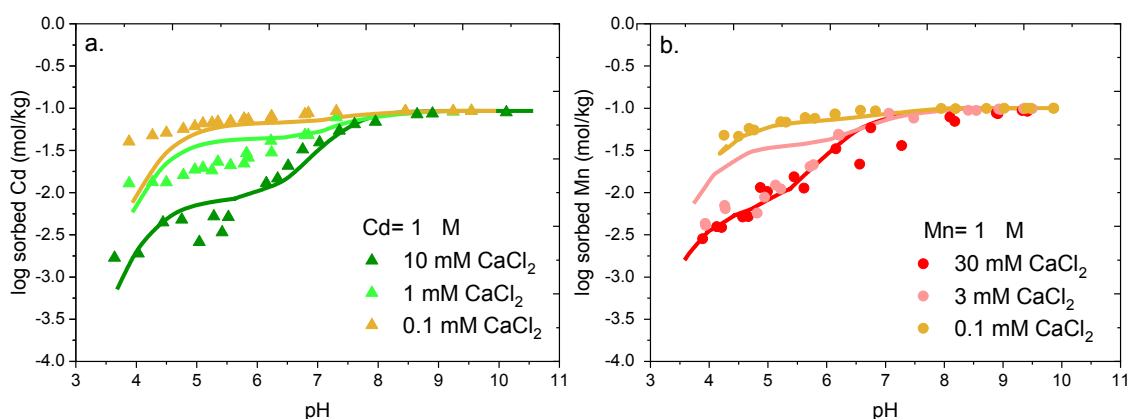 a.
log sorbed Cd (mol/kg)
0.0
-0.5
-1.0
-1.5
-2.0
-2.5
-3.0
-3.5
-4.0
Cd= 1 M
10 mM CaCl₂
1 mM CaCl₂
0.1 mM CaCl₂
3 4 5 6 7 8 9 10 11
pH
b.
log sorbed Mn (mol/kg)
0.0
-0.5
-1.0
-1.5
-2.0
-2.5
-3.0
-3.5
-4.0
Mn= 1 M
30 mM CaCl₂
3 mM CaCl₂
0.1 mM CaCl₂
3 4 5 6 7 8 9 10 11
pH